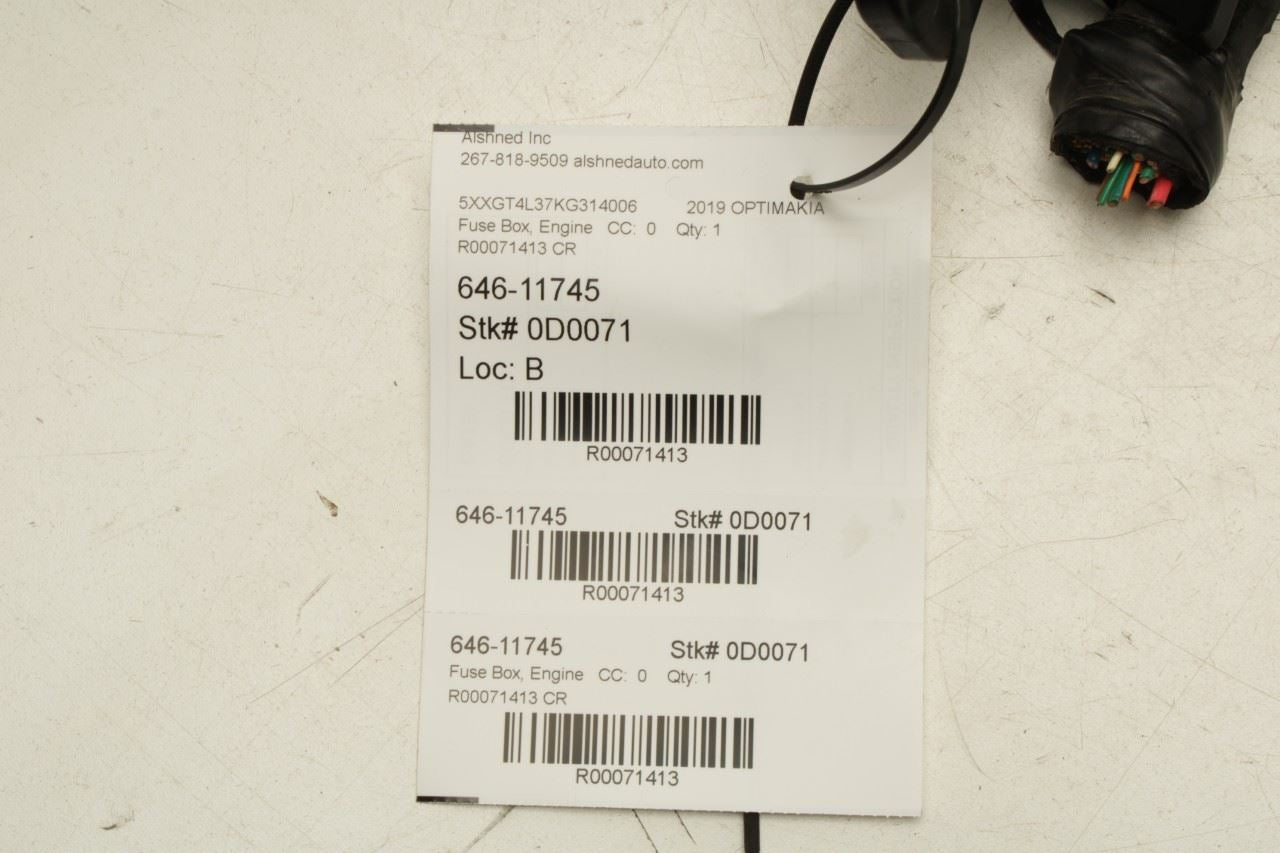 Alshned Inc
267-818-9509 alshnedauto.com
5XXGT4L37KG314006 2019 OPTIMAKIA
Fuse Box, Engine CC: 0 Qty: 1
R00071413 CR
646-11745
Stk# 0D0071
Loc: B
R00071413
646-11745 Stk# 0D0071
R00071413
646-11745 Stk# 0D0071
Fuse Box, Engine CC: 0 Qty: 1
R00071413 CR
R00071413